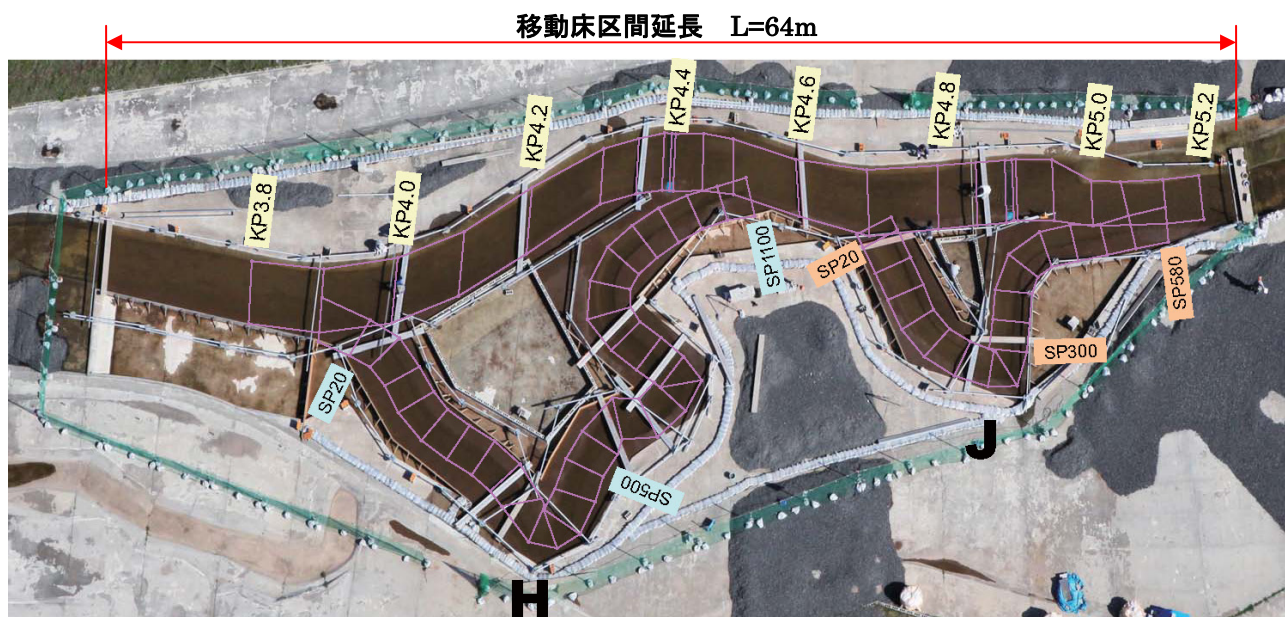 移動床区間延長 L=64m
KP3.8
KP4.0
KP4.2
KP4.4
KP4.6
KP4.8
KP5.0
KP5.2
SP20
SP500
SP1100
SP20
SP300
SP580
H
J